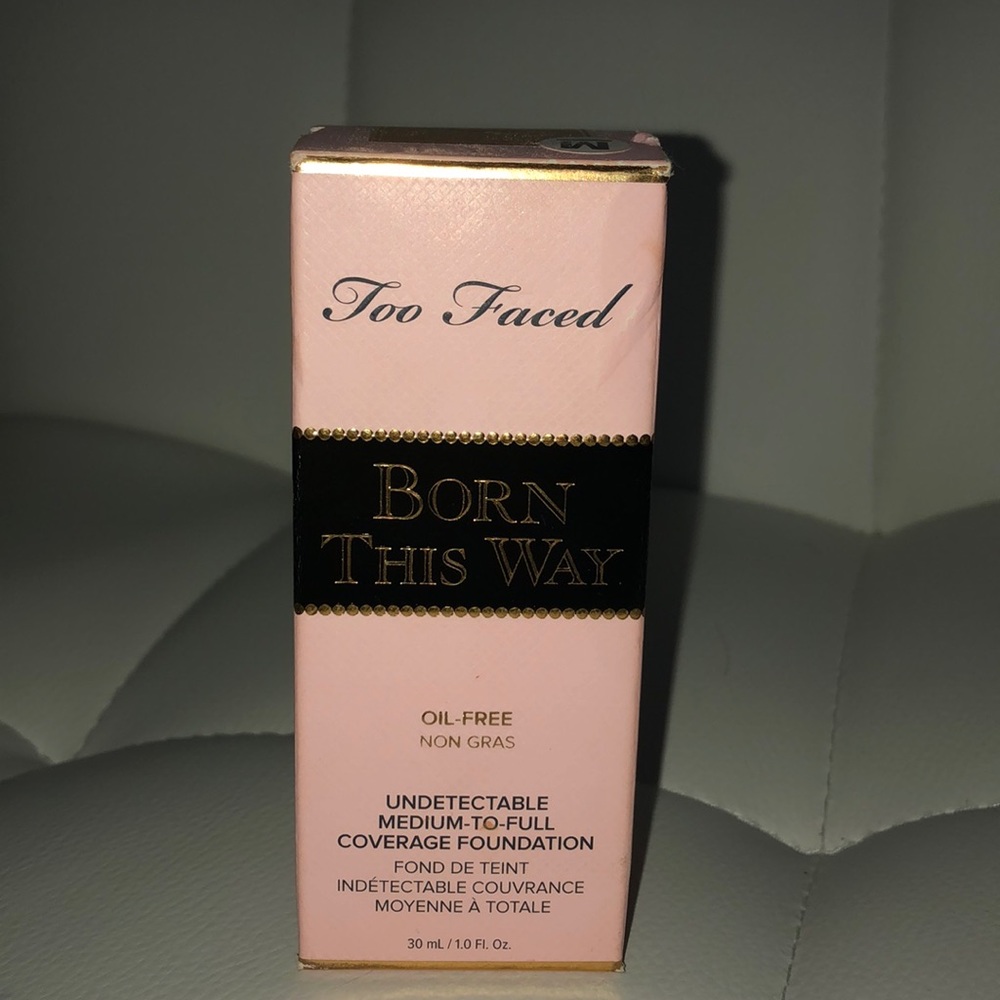 Too Faced
BORN
THIS WAY
OIL-FREE
NON GRAS
UNDETECTABLE
MEDIUM-TO-FULL
COVERAGE FOUNDATION
FOND DE TEINT
INDÉTECTABLE COUVRANCE
MOYENNE À TOTALE
30 mL / 1.0 Fl. Oz.